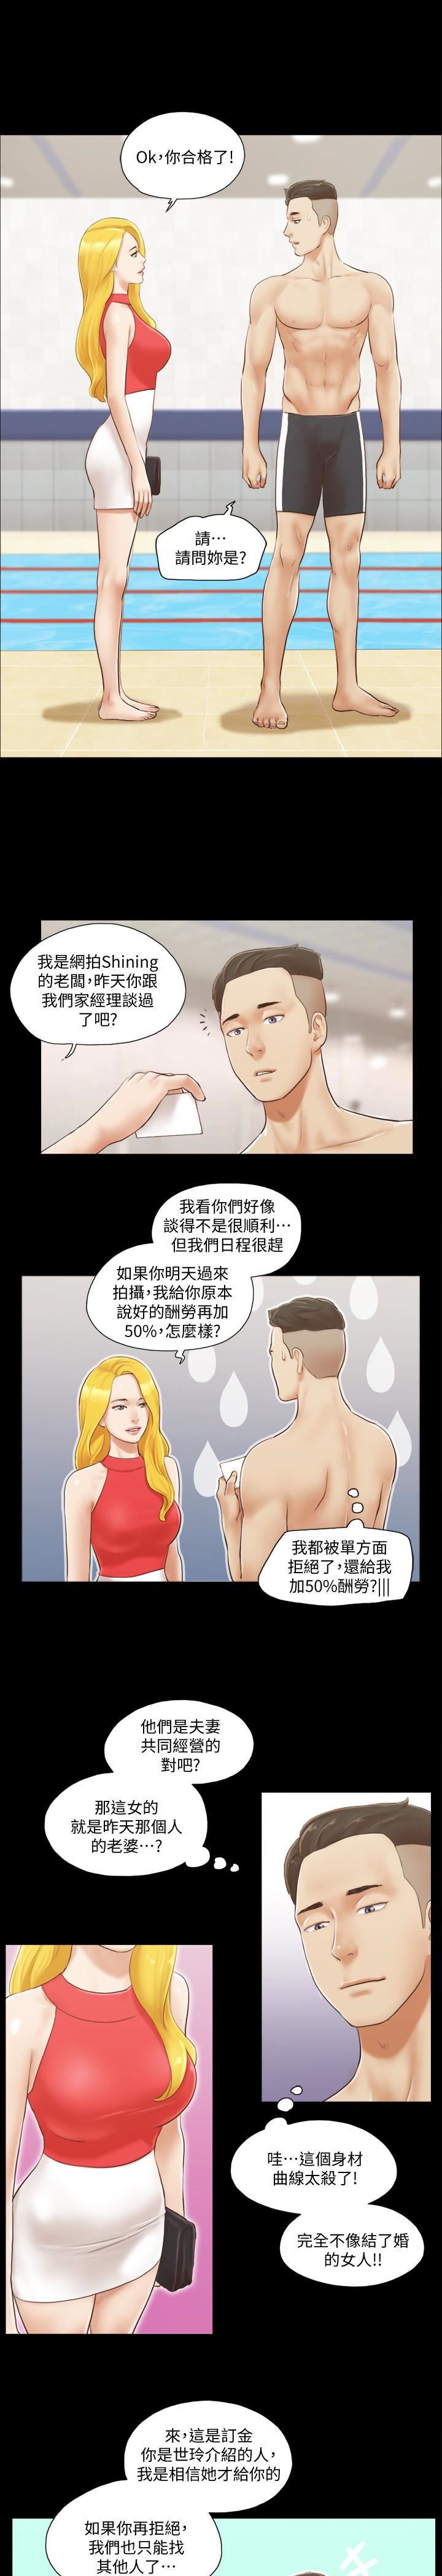 Ok,你合格了!
請…
請問妳是?
我是網拍Shining
的老闆,昨天你跟
我們家經理談過
了吧?
我看你們好像
談得不是很順利…
但我們日程很趕
如果你明天過來
拍攝,我給你原本
說好的酬勞再加
50%,怎麼樣?
我都被單方面
拒絕了,還給我
加50%酬勞?|||
他們是夫妻
共同經營的
對吧?
那這女的
就是昨天那個人
的老婆…?
哇…這個身材
曲線太殺了!
完全不像結了婚
的女人!!
來,這是訂金
你是世玲介紹的人,
我是相信她才給你的
如果你再拒絕,
我們也只能找
其他人了…